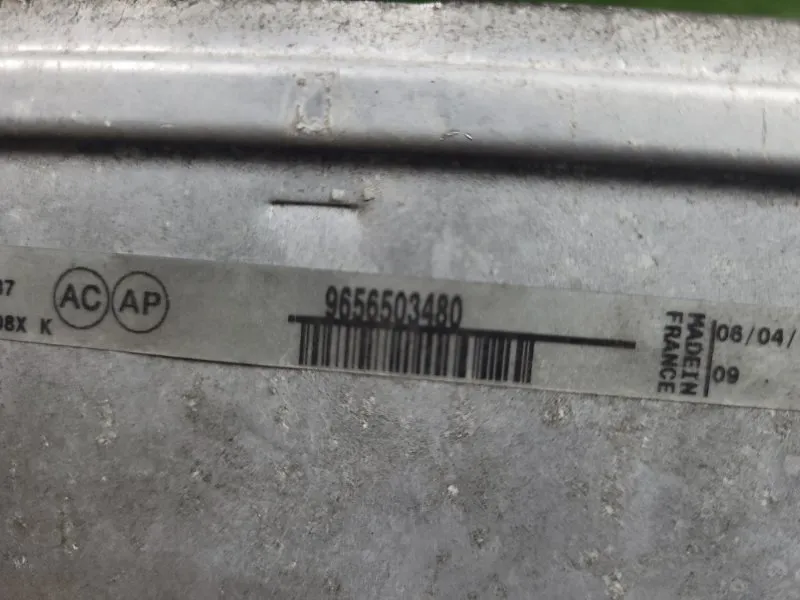 AC AP
9656503480
08X K
MADE IN
FRANCE
06/04/
09